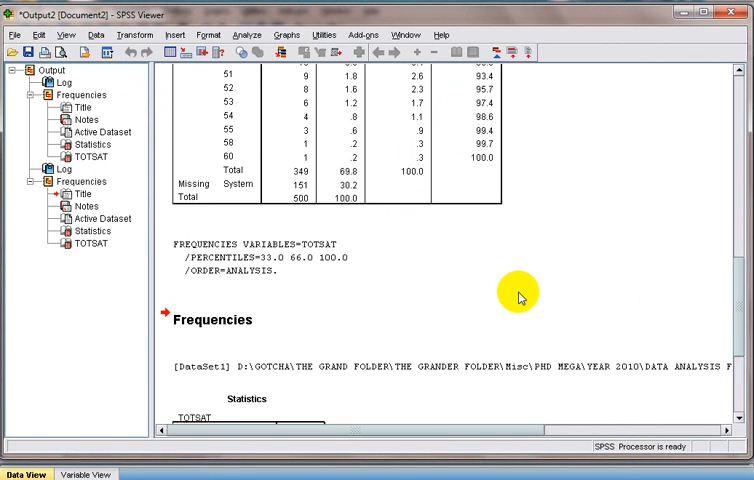 *Output2 [Document2] - SPSS Viewer
File Edit View Data Transform Insert Format Analyze Graphs Utilities Add-ons Window Help
Output
Log
Frequencies
Title
Notes
Active Dataset
Statistics
TOTSAT
Log
Frequencies
Title
Notes
Active Dataset
Statistics
TOTSAT
51 9 1.8 2.6 93.4
52 8 1.6 2.3 95.7
53 6 1.2 1.7 97.4
54 4 .8 1.1 98.6
55 3 .6 .9 99.4
58 1 .2 .3 99.7
60 1 .2 .3 100.0
Total 349 69.8 100.0
Missing System 151 30.2
Total 500 100.0
FREQUENCIES VARIABLES=TOTSAT
/PERCENTILES=33.0 66.0 100.0
/ORDER=ANALYSIS.
Frequencies
[DataSet1] D:\GOTCHA\THE GRAND FOLDER\THE GRANDER FOLDER\Misc\PHD MEGA\YEAR 2010\DATA ANALYSIS F
Statistics
TOTSAT
SPSS Processor is ready
Data View Variable View